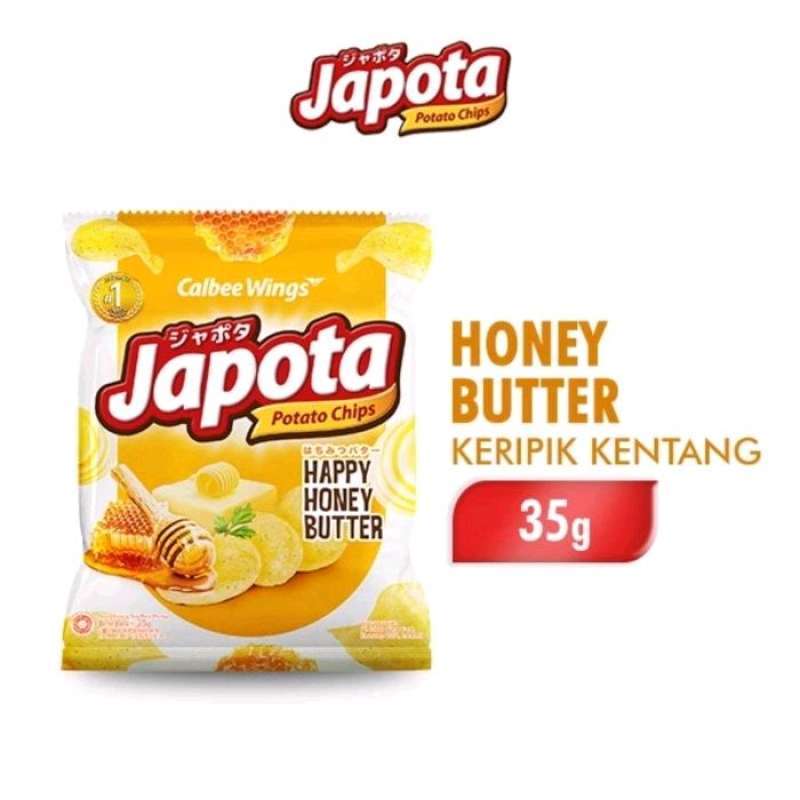 ジャポタ
Japota
Potato Chips
#1
Calbee Wings
ジャポタ
Japota
Potato Chips
はちみつバター
HAPPY
HONEY
BUTTER
HONEY
BUTTER
KERIPIK KENTANG
35g